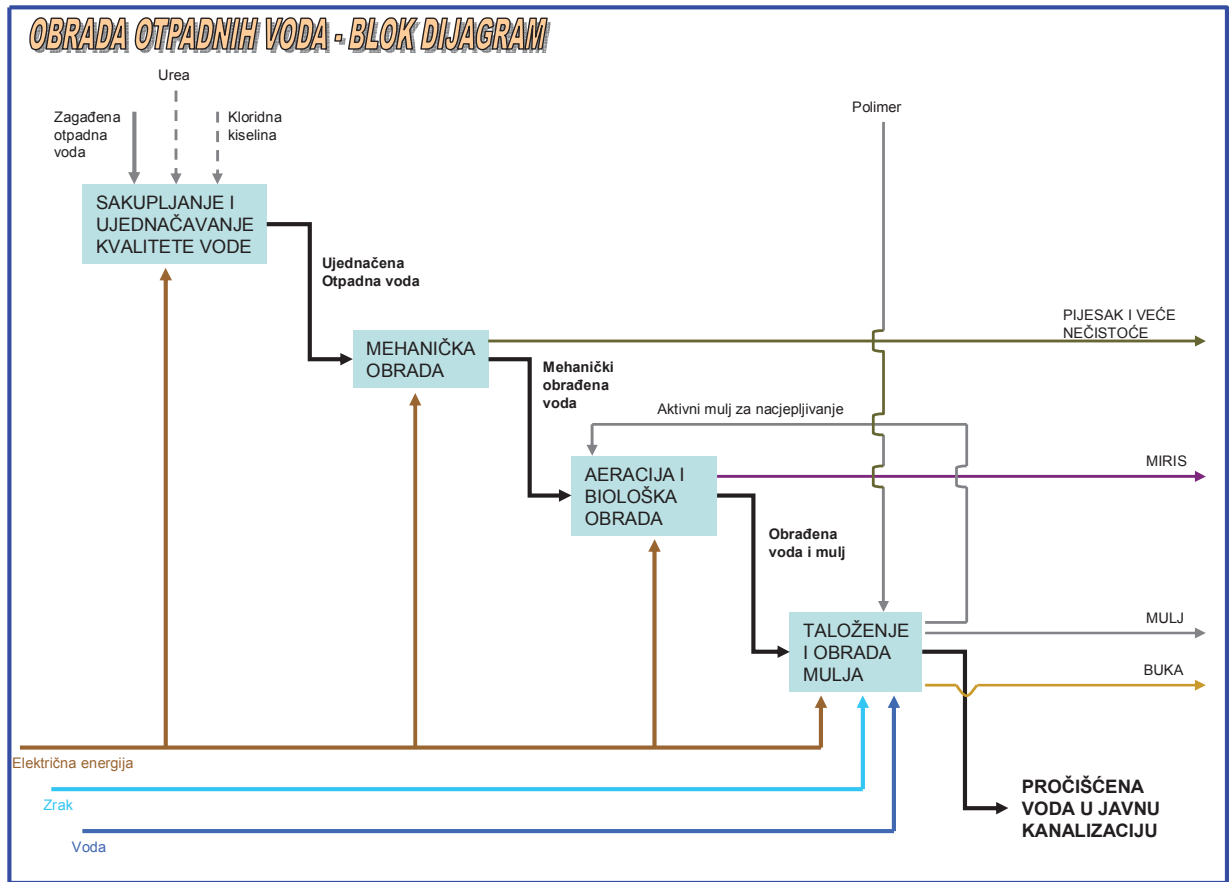 OBRADA OTPADNIH VODA - BLOK DIJAGRAM
Urea
Zagađena
otpadna
voda
Kloridna
kiselina
Polimer
SAKUPLJANJE I
UJEDNAČAVANJE
KVALITETE VODE
Ujednačena
Otpadna voda
PIJESAK I VEĆE
NEČISTOĆE
MEHANIČKA
OBRADA
Mehanički
obrađena
voda
Aktivni mulj za nacjepljivanje
AERACIJA I
BIOLOŠKA
OBRADA
MIRIS
Obrađena
voda i mulj
TALOŽENJE
I OBRADA
MULJA
MULJ
BUKA
Električna energija
Zrak
Voda
PROČIŠĆENA
VODA U JAVNU
KANALIZACIJU